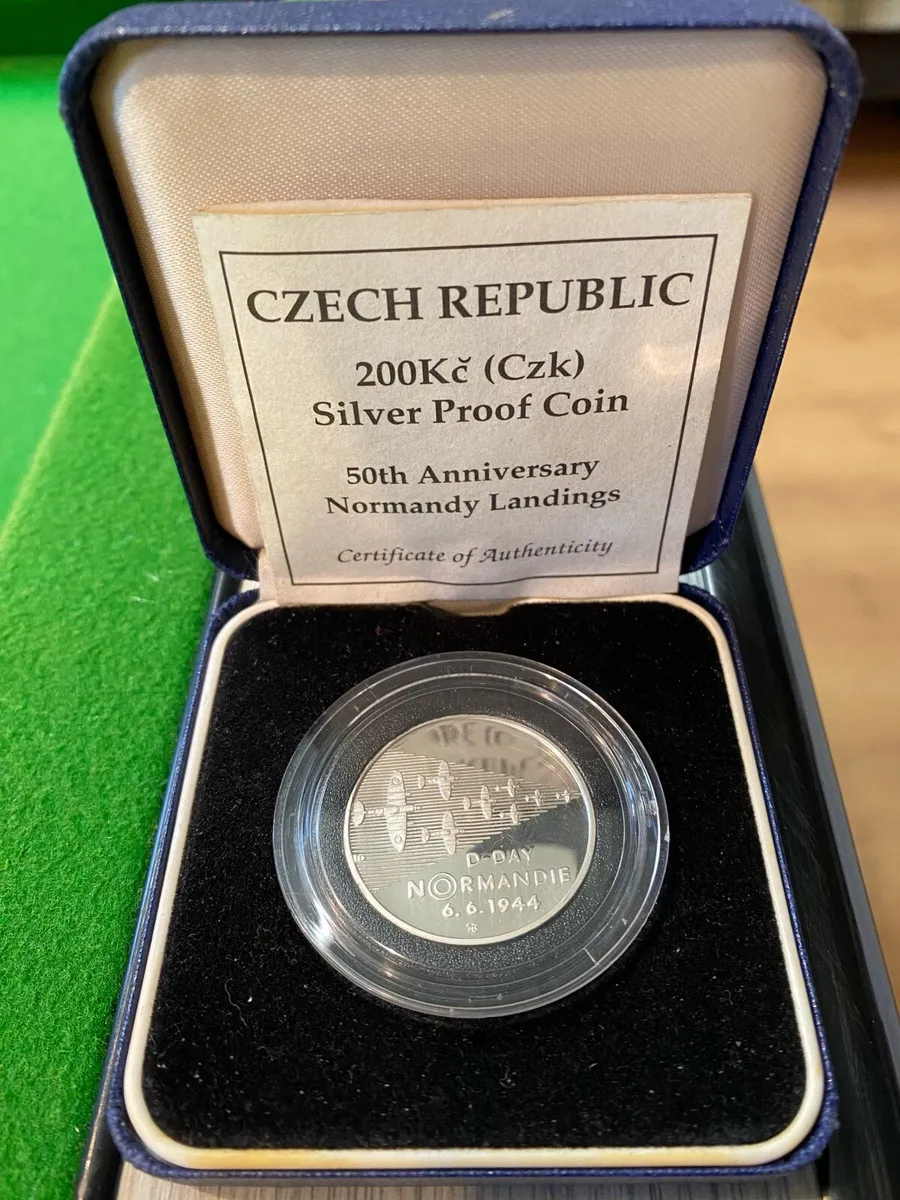 CZECH REPUBLIC
200Kč (Czk)
Silver Proof Coin
50th Anniversary
Normandy Landings
Certificate of Authenticity
D-DAY
NORMANDIE
6.6.1944